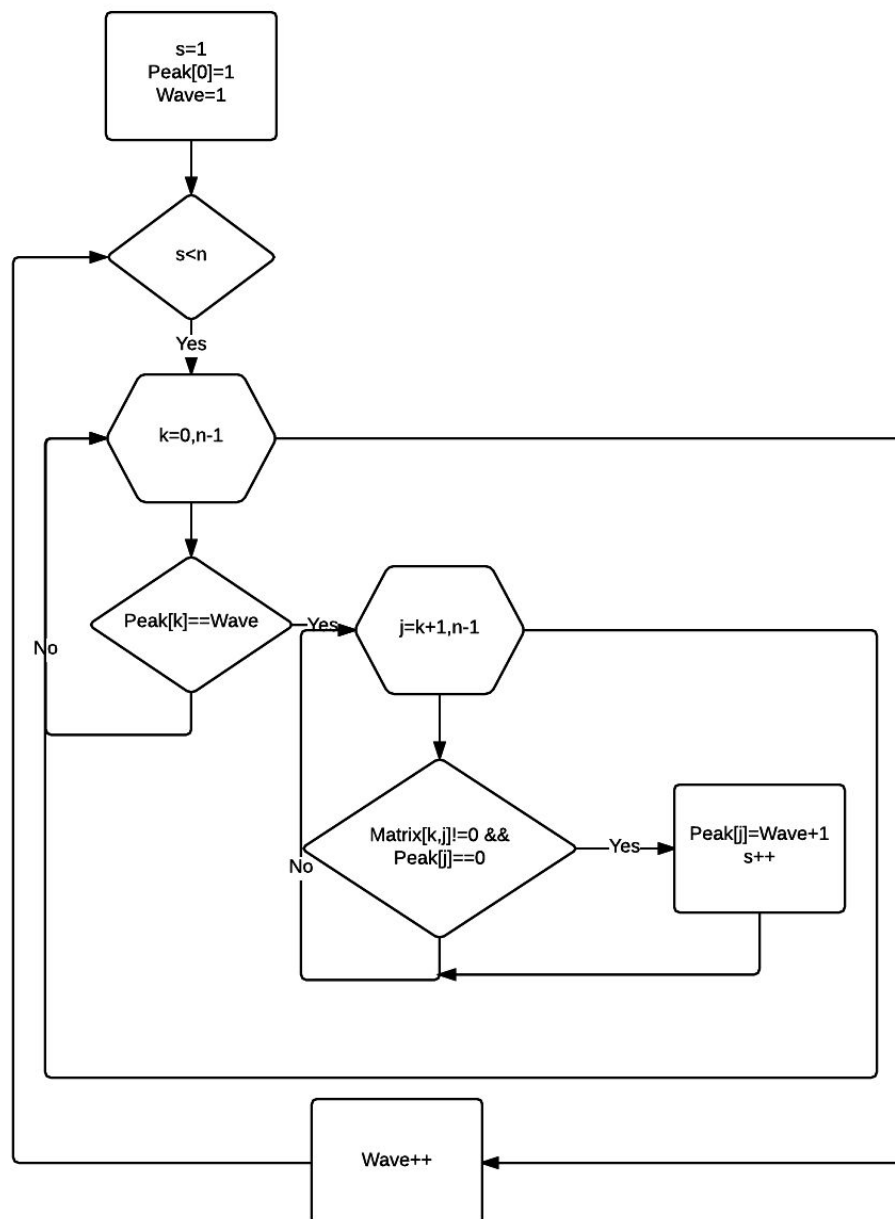 s=1
Peak[0]=1
Wave=1
s<n
Yes
k=0,n-1
Peak[k]==Wave
Yes
j=k+1,n-1
No
Matrix[k,j]!=0 &&
Peak[j]==0
Yes
Peak[j]=Wave+1
s++
No
Wave++